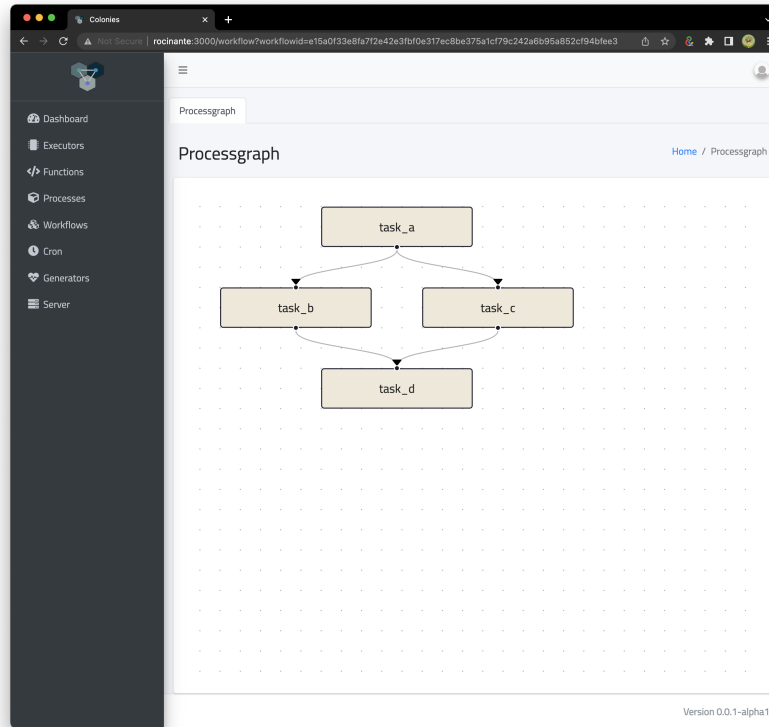 Colonies
Not Secure | rocinante:3000/workflow?workflowid=e15a0f33e8fa7f2e42e3fbf0e317ec8be375a1cf79c242a6b95a852cf94bfee3
Processgraph
Dashboard
Executors
Functions
Processes
Workflows
Cron
Generators
Server
Processgraph
Home / Processgraph
task_a
task_b
task_c
task_d
Version 0.0.1-alpha1